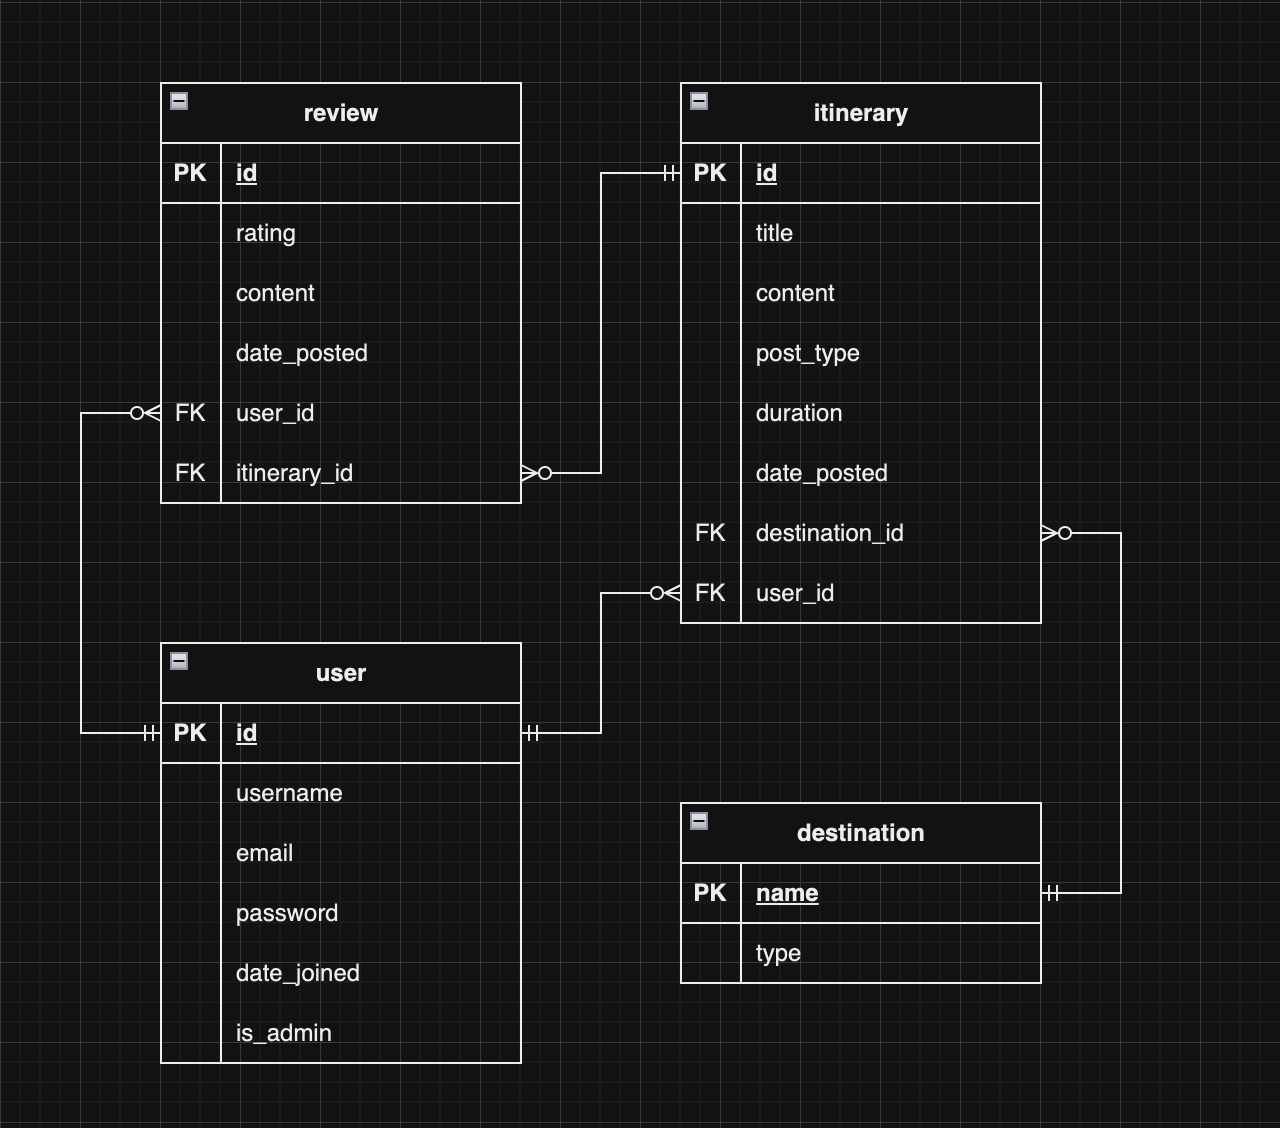 review
PK id
rating
content
date_posted
FK user_id
FK itinerary_id
itinerary
PK id
title
content
post_type
duration
date_posted
FK destination_id
FK user_id
user
PK id
username
email
password
date_joined
is_admin
destination
PK name
type